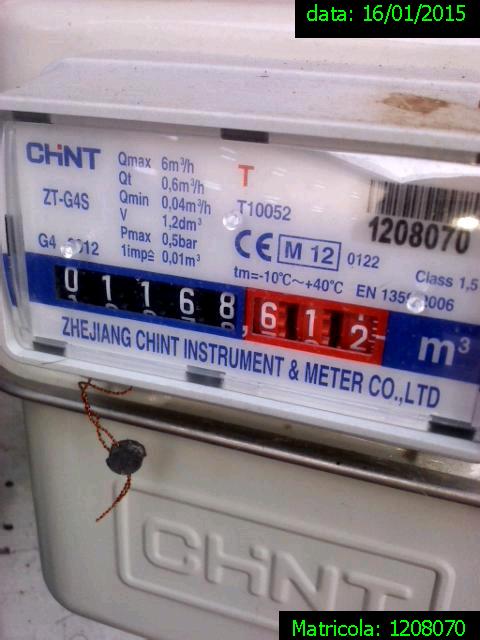 data: 16/01/2015
CHINT
Qmax 6m³/h
Qt 0,6m³/h
Qmin 0,04m³/h
V 1,2dm³
Pmax 0,5bar
1imp≙ 0,01m³
ZT-G4S
T
T10052
1208070
CE M 12 0122
Class 1,5
tm=-10°C~+40°C
01168,612 m³
ZHEJIANG CHINT INSTRUMENT & METER CO.,LTD
CHINT
Matricola: 1208070